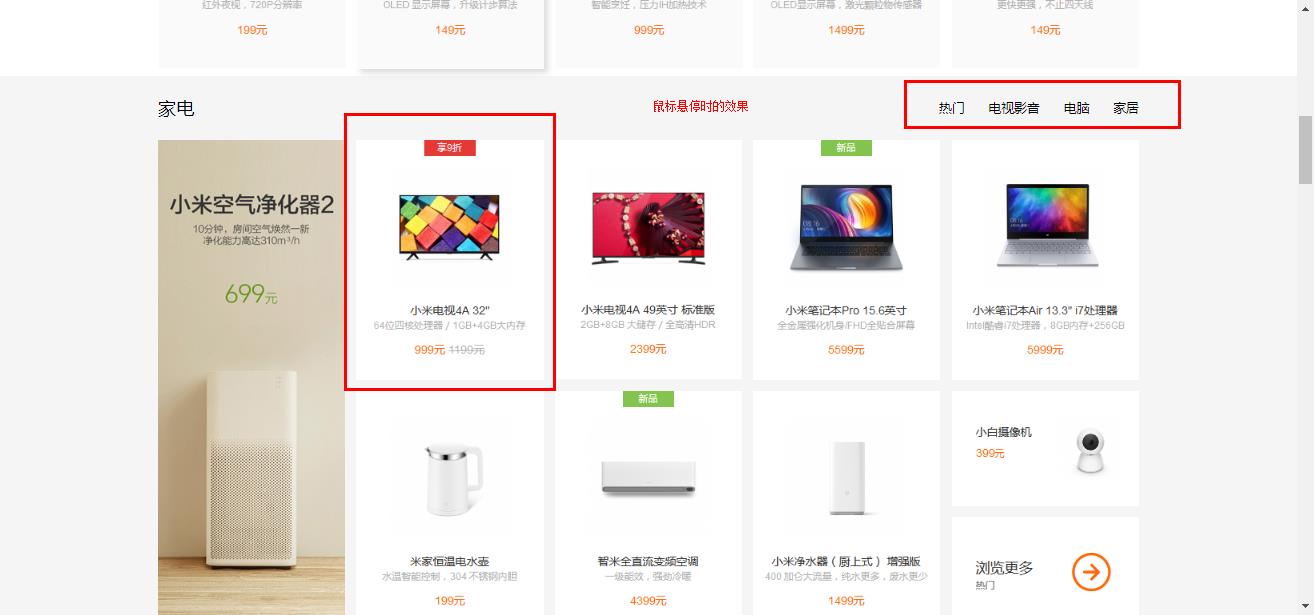 红外夜视，720P分辨率
199元
OLED 显示屏幕，升级计步算法
149元
智能烹饪，压力IH加热技术
999元
OLED显示屏幕，激光颗粒物传感器
1499元
更快更强，不止四天线
149元
家电
鼠标悬停时的效果
热门 电视影音 电脑 家居
小米空气净化器2
10分钟，房间空气焕然一新
净化能力高达310m³/h
699元
享9折
小米电视4A 32"
64位四核处理器 / 1GB+4GB大内存
999元 1199元
小米电视4A 49英寸 标准版
2GB+8GB 大储存 / 全高清HDR
2399元
新品
小米笔记本Pro 15.6英寸
全金属强化机身/FHD全贴合屏幕
5599元
小米笔记本Air 13.3" i7处理器
Intel酷睿i7处理器，8GB内存+256GB
5999元
米家恒温电水壶
水温智能控制，304 不锈钢内胆
199元
新品
智米全直流变频空调
一级能效，强劲冷暖
4399元
小米净水器（厨上式） 增强版
400 加仑大流量，纯水更多，废水更少
1499元
小白摄像机
399元
浏览更多
热门